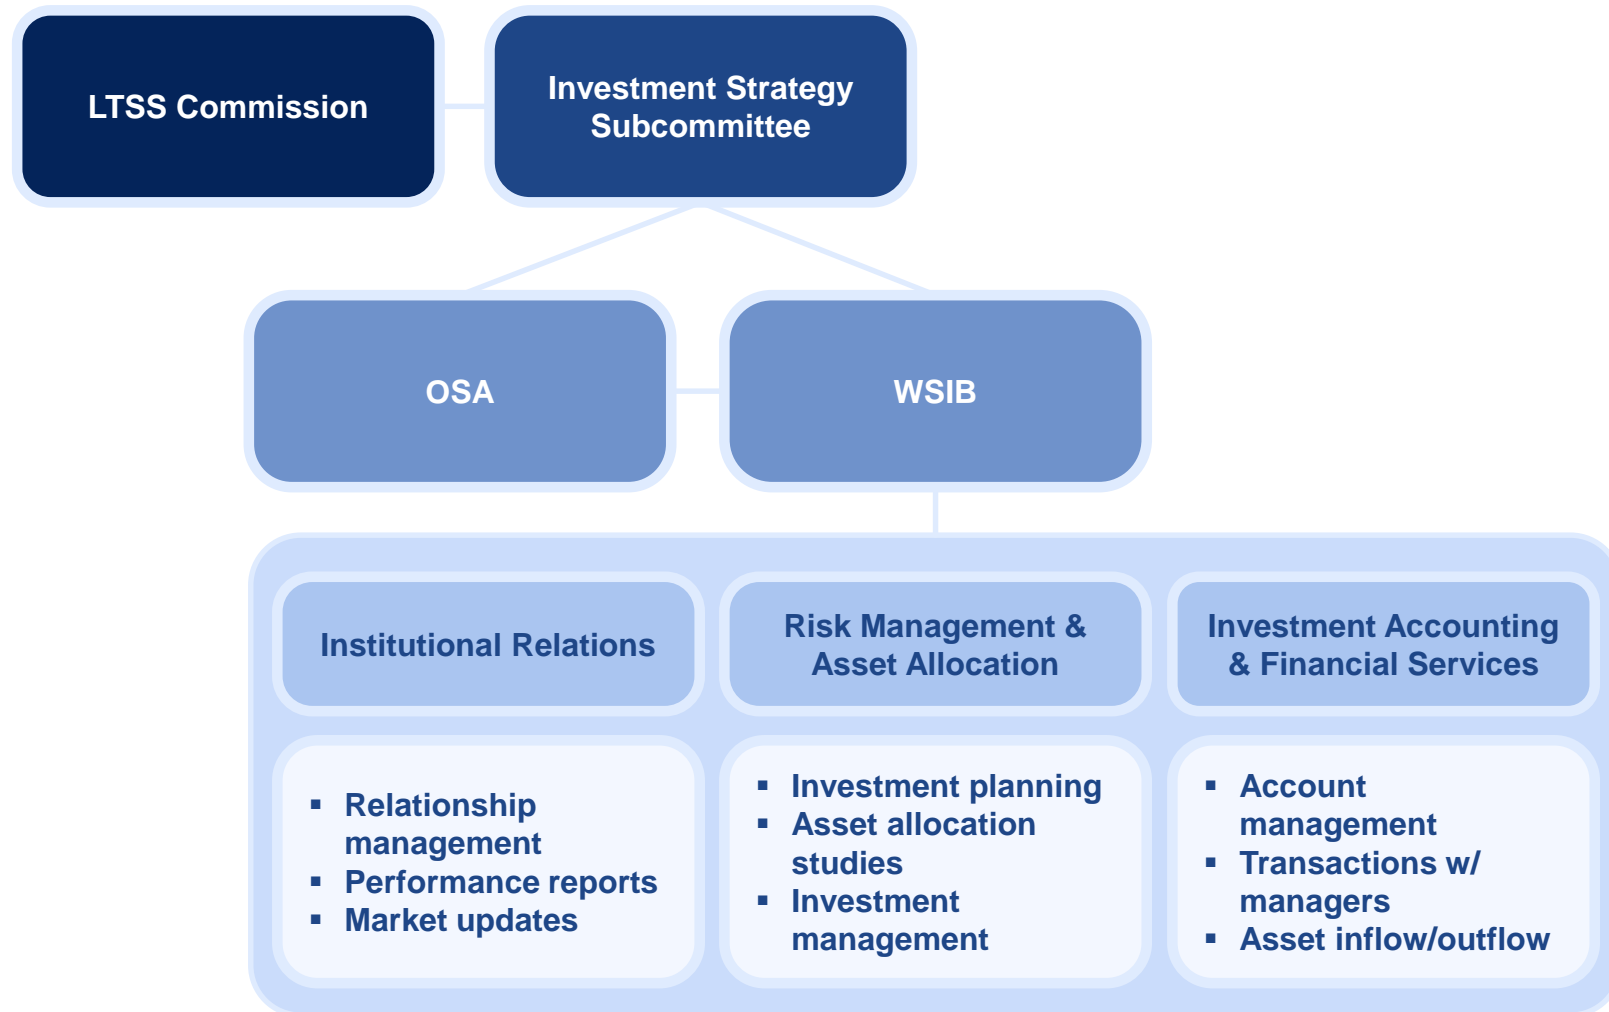 LTSS Commission
Investment Strategy
Subcommittee
OSA
WSIB
Institutional Relations
Risk Management &
Asset Allocation
Investment Accounting
& Financial Services
▪ Relationship
management
▪ Performance reports
▪ Market updates
▪ Investment planning
▪ Asset allocation
studies
▪ Investment
management
▪ Account
management
▪ Transactions w/
managers
▪ Asset inflow/outflow